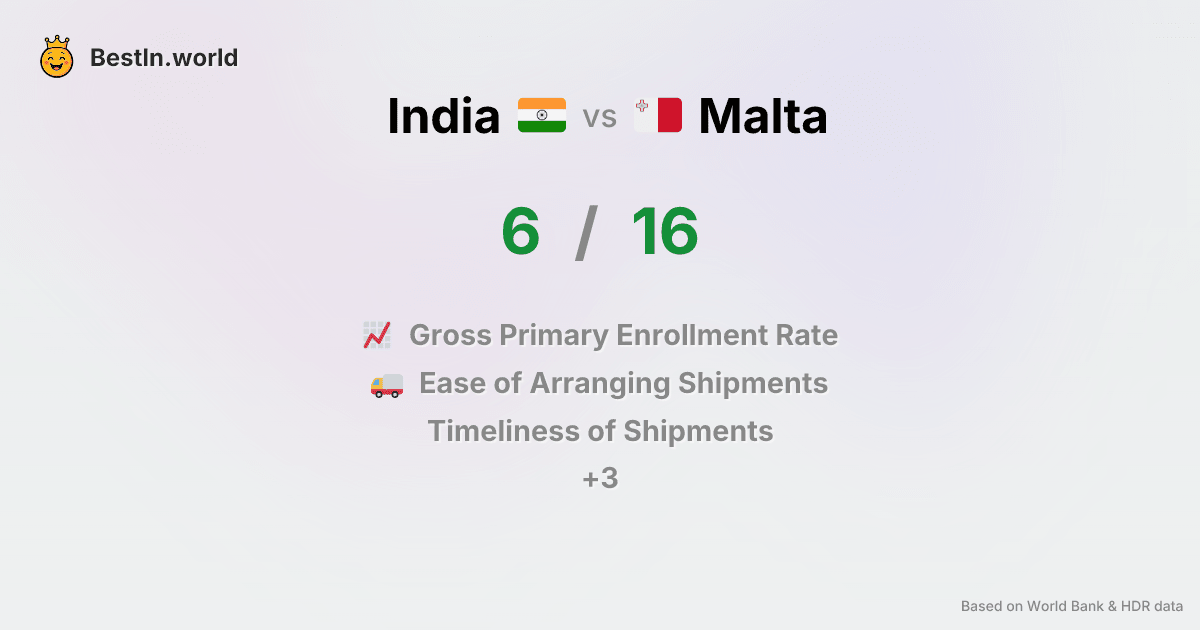 BestIn.world
India vs Malta
6 / 16
Gross Primary Enrollment Rate
Ease of Arranging Shipments
Timeliness of Shipments
+3
Based on World Bank & HDR data